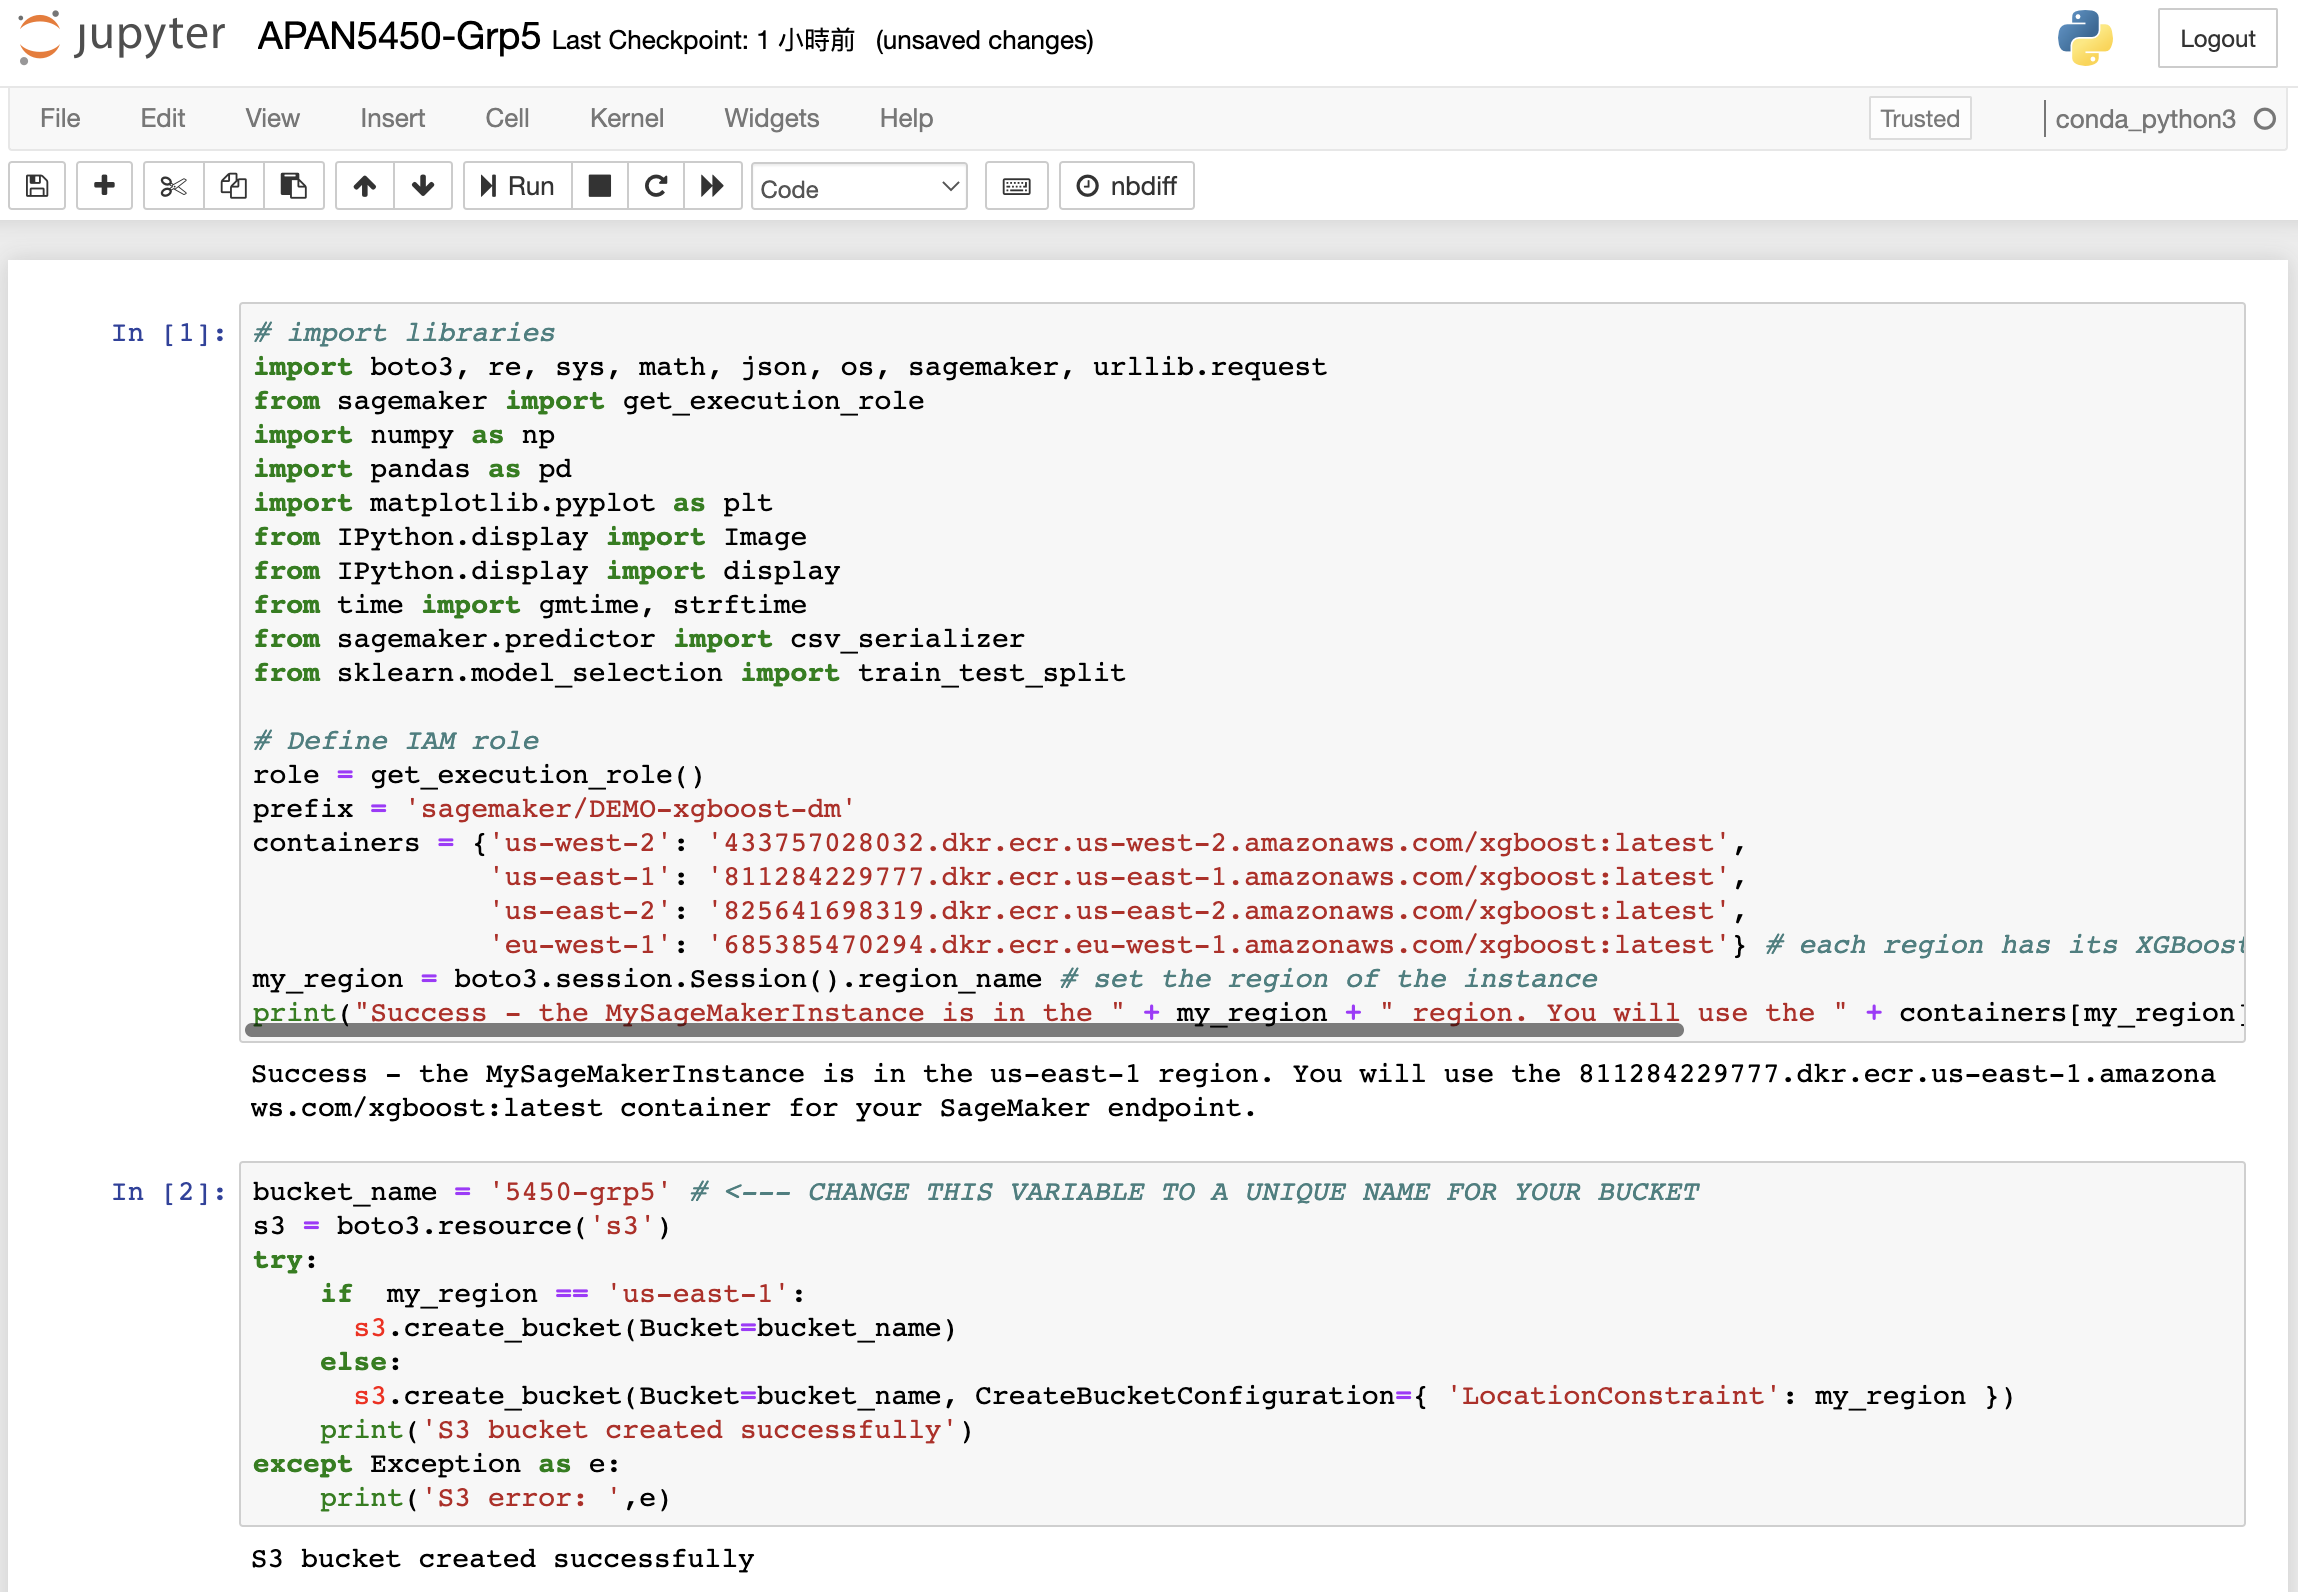 jupyter APAN5450-Grp5 Last Checkpoint: 1 小時前 (unsaved changes) Logout
File Edit View Insert Cell Kernel Widgets Help Trusted conda_python3
Run Code nbdiff
In [1]: # import libraries
import boto3, re, sys, math, json, os, sagemaker, urllib.request
from sagemaker import get_execution_role
import numpy as np
import pandas as pd
import matplotlib.pyplot as plt
from IPython.display import Image
from IPython.display import display
from time import gmtime, strftime
from sagemaker.predictor import csv_serializer
from sklearn.model_selection import train_test_split
# Define IAM role
role = get_execution_role()
prefix = 'sagemaker/DEMO-xgboost-dm'
containers = {'us-west-2': '433757028032.dkr.ecr.us-west-2.amazonaws.com/xgboost:latest',
'us-east-1': '811284229777.dkr.ecr.us-east-1.amazonaws.com/xgboost:latest',
'us-east-2': '825641698319.dkr.ecr.us-east-2.amazonaws.com/xgboost:latest',
'eu-west-1': '685385470294.dkr.ecr.eu-west-1.amazonaws.com/xgboost:latest'} # each region has its XGBoost
my_region = boto3.session.Session().region_name # set the region of the instance
print("Success - the MySageMakerInstance is in the " + my_region + " region. You will use the " + containers[my_region]
Success - the MySageMakerInstance is in the us-east-1 region. You will use the 811284229777.dkr.ecr.us-east-1.amazona
ws.com/xgboost:latest container for your SageMaker endpoint.
In [2]: bucket_name = '5450-grp5' # <--- CHANGE THIS VARIABLE TO A UNIQUE NAME FOR YOUR BUCKET
s3 = boto3.resource('s3')
try:
if  my_region == 'us-east-1':
s3.create_bucket(Bucket=bucket_name)
else:
s3.create_bucket(Bucket=bucket_name, CreateBucketConfiguration={ 'LocationConstraint': my_region })
print('S3 bucket created successfully')
except Exception as e:
print('S3 error: ',e)
S3 bucket created successfully